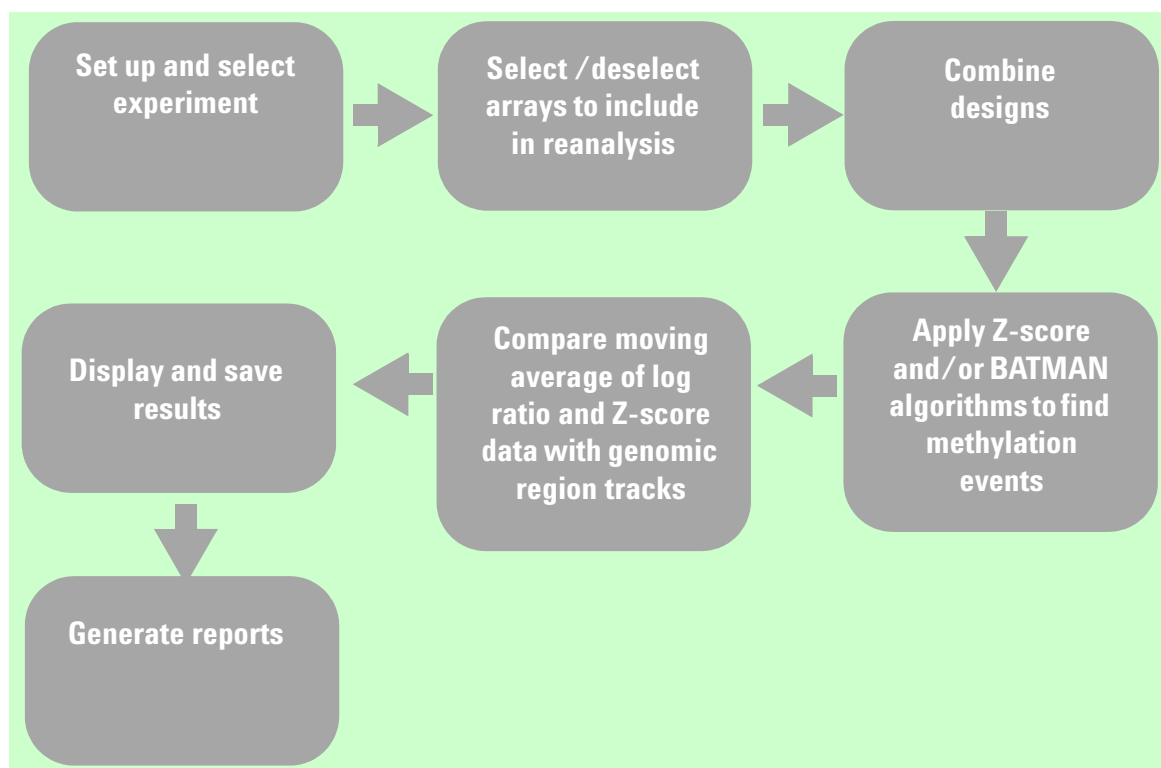 Set up and select
experiment
Select /deselect
arrays to include
in reanalysis
Combine
designs
Apply Z-score
and/or BATMAN
algorithms to find
methylation
events
Compare moving
average of log
ratio and Z-score
data with genomic
region tracks
Display and save
results
Generate reports